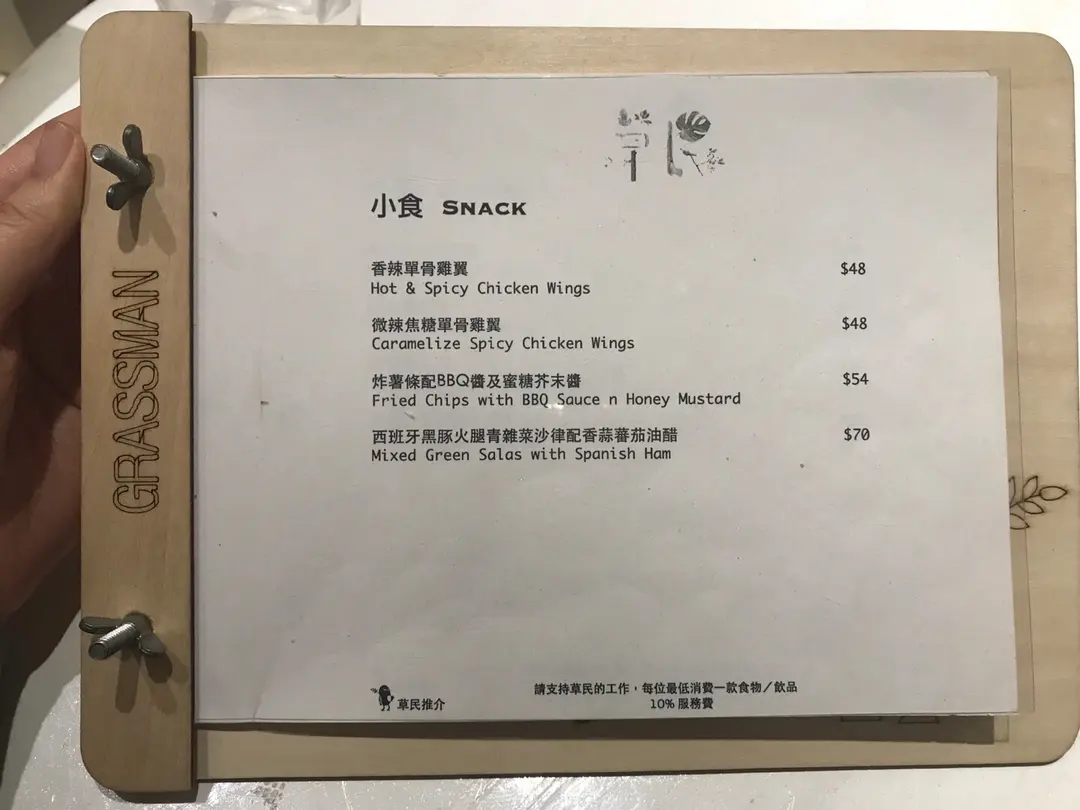 GRASSMAN
草民
小食 SNACK
香辣單骨雞翼 $48
Hot & Spicy Chicken Wings
微辣焦糖單骨雞翼 $48
Caramelize Spicy Chicken Wings
炸薯條配BBQ醬及蜜糖芥末醬 $54
Fried Chips with BBQ Sauce n Honey Mustard
西班牙黑豚火腿青雜菜沙律配香蒜蕃茄油醋 $70
Mixed Green Salas with Spanish Ham
草民推介
請支持草民的工作，每位最低消費一款食物／飲品
10% 服務費